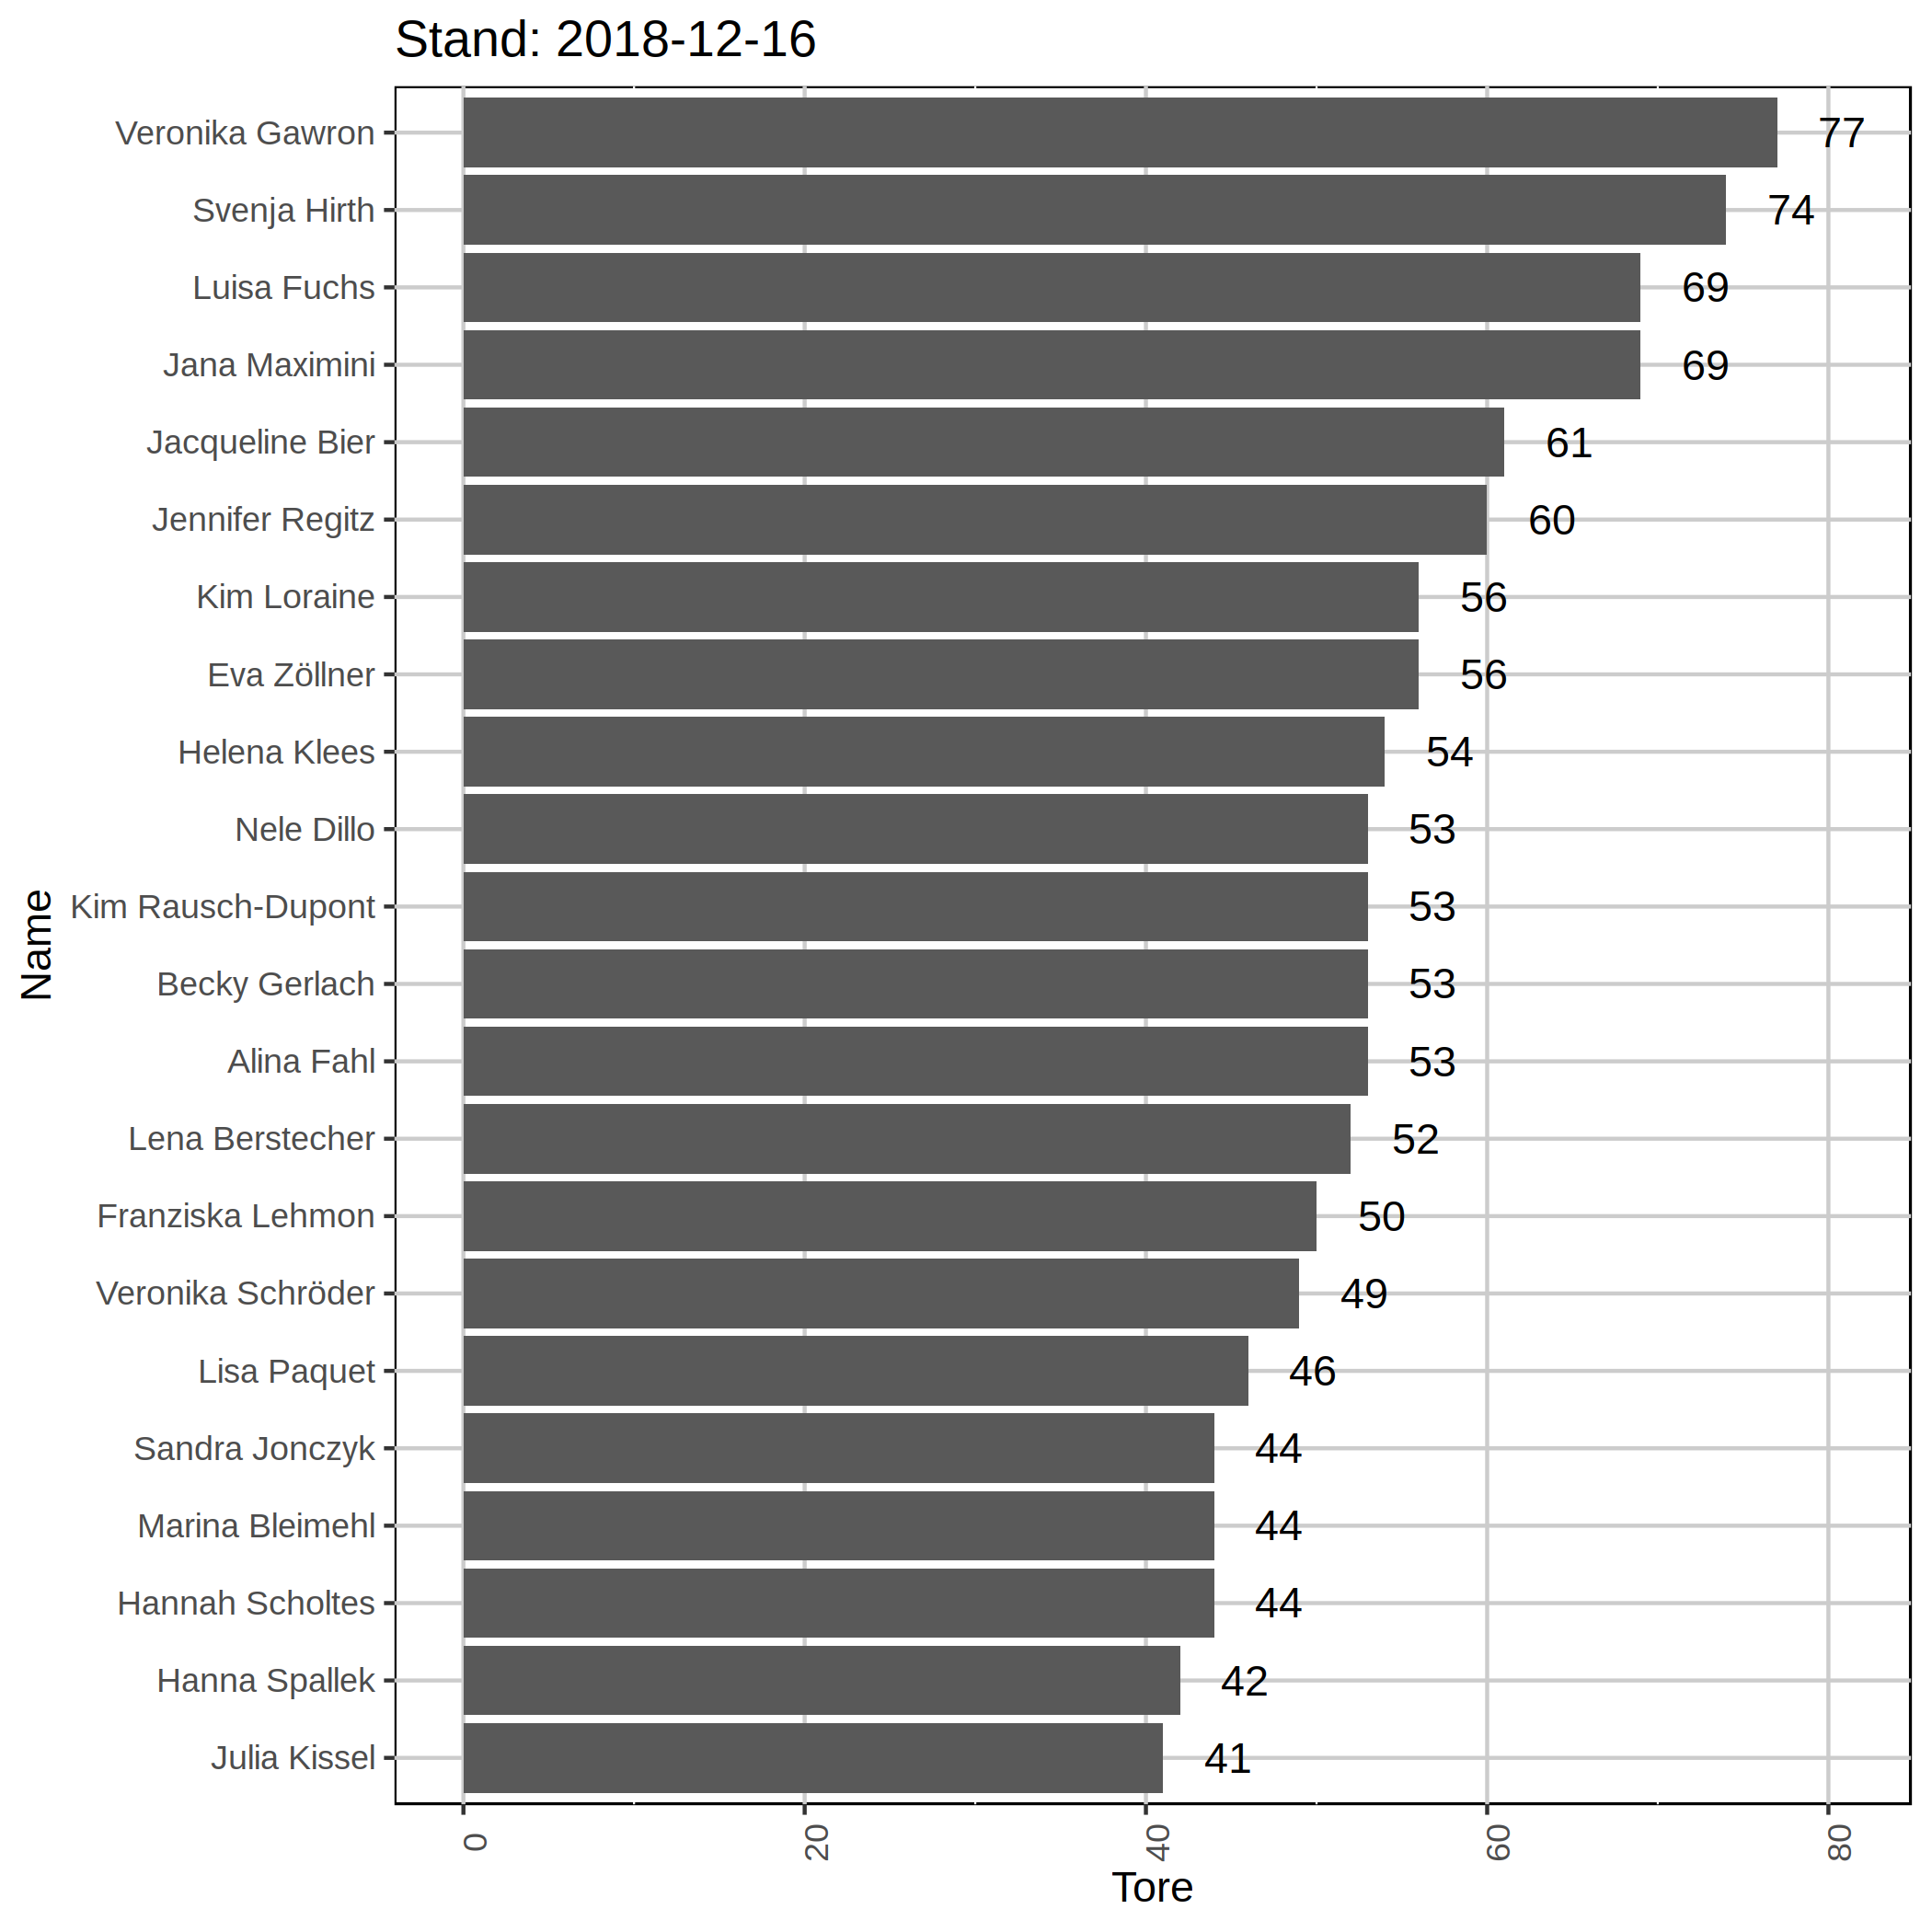 Stand: 2018-12-16
Veronika Gawron 77
Svenja Hirth 74
Luisa Fuchs 69
Jana Maximini 69
Jacqueline Bier 61
Jennifer Regitz 60
Kim Loraine 56
Eva Zöllner 56
Helena Klees 54
Nele Dillo 53
Kim Rausch-Dupont 53
Becky Gerlach 53
Alina Fahl 53
Lena Berstecher 52
Franziska Lehmon 50
Veronika Schröder 49
Lisa Paquet 46
Sandra Jonczyk 44
Marina Bleimehl 44
Hannah Scholtes 44
Hanna Spallek 42
Julia Kissel 41
Name
0 20 40 60 80
Tore